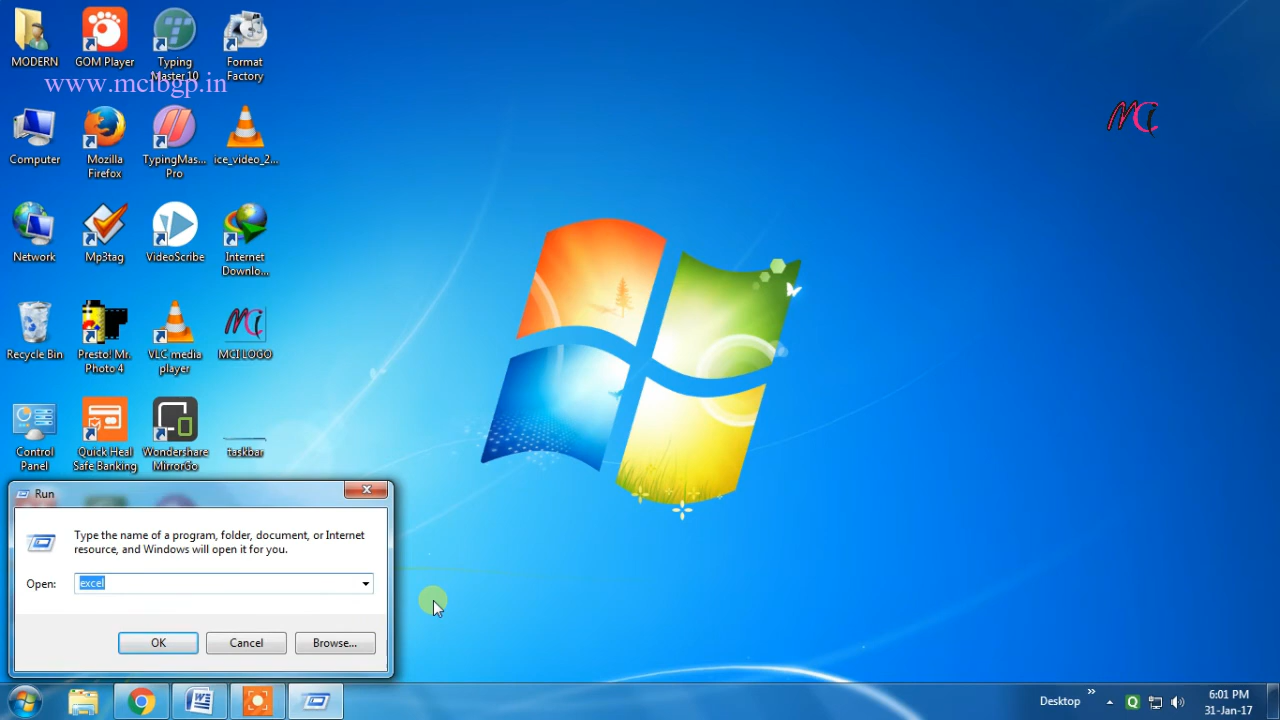 MODERN
GOM Player
Typing
Master 10
Format
Factory
www.mcibgp.in
MCI
Computer
Mozilla
Firefox
TypingMas...
Pro
ice_video_2...
Network
Mp3tag
VideoScribe
Internet
Downlo...
Recycle Bin
Presto! Mr.
Photo 4
VLC media
player
MCI
MCI LOGO
Control
Panel
Quick Heal
Safe Banking
Wondershare
MirrorGo
taskbar
Run
Type the name of a program, folder, document, or Internet
resource, and Windows will open it for you.
Open:
excel
OK
Cancel
Browse...
Desktop
»
Q
6:01 PM
31-Jan-17